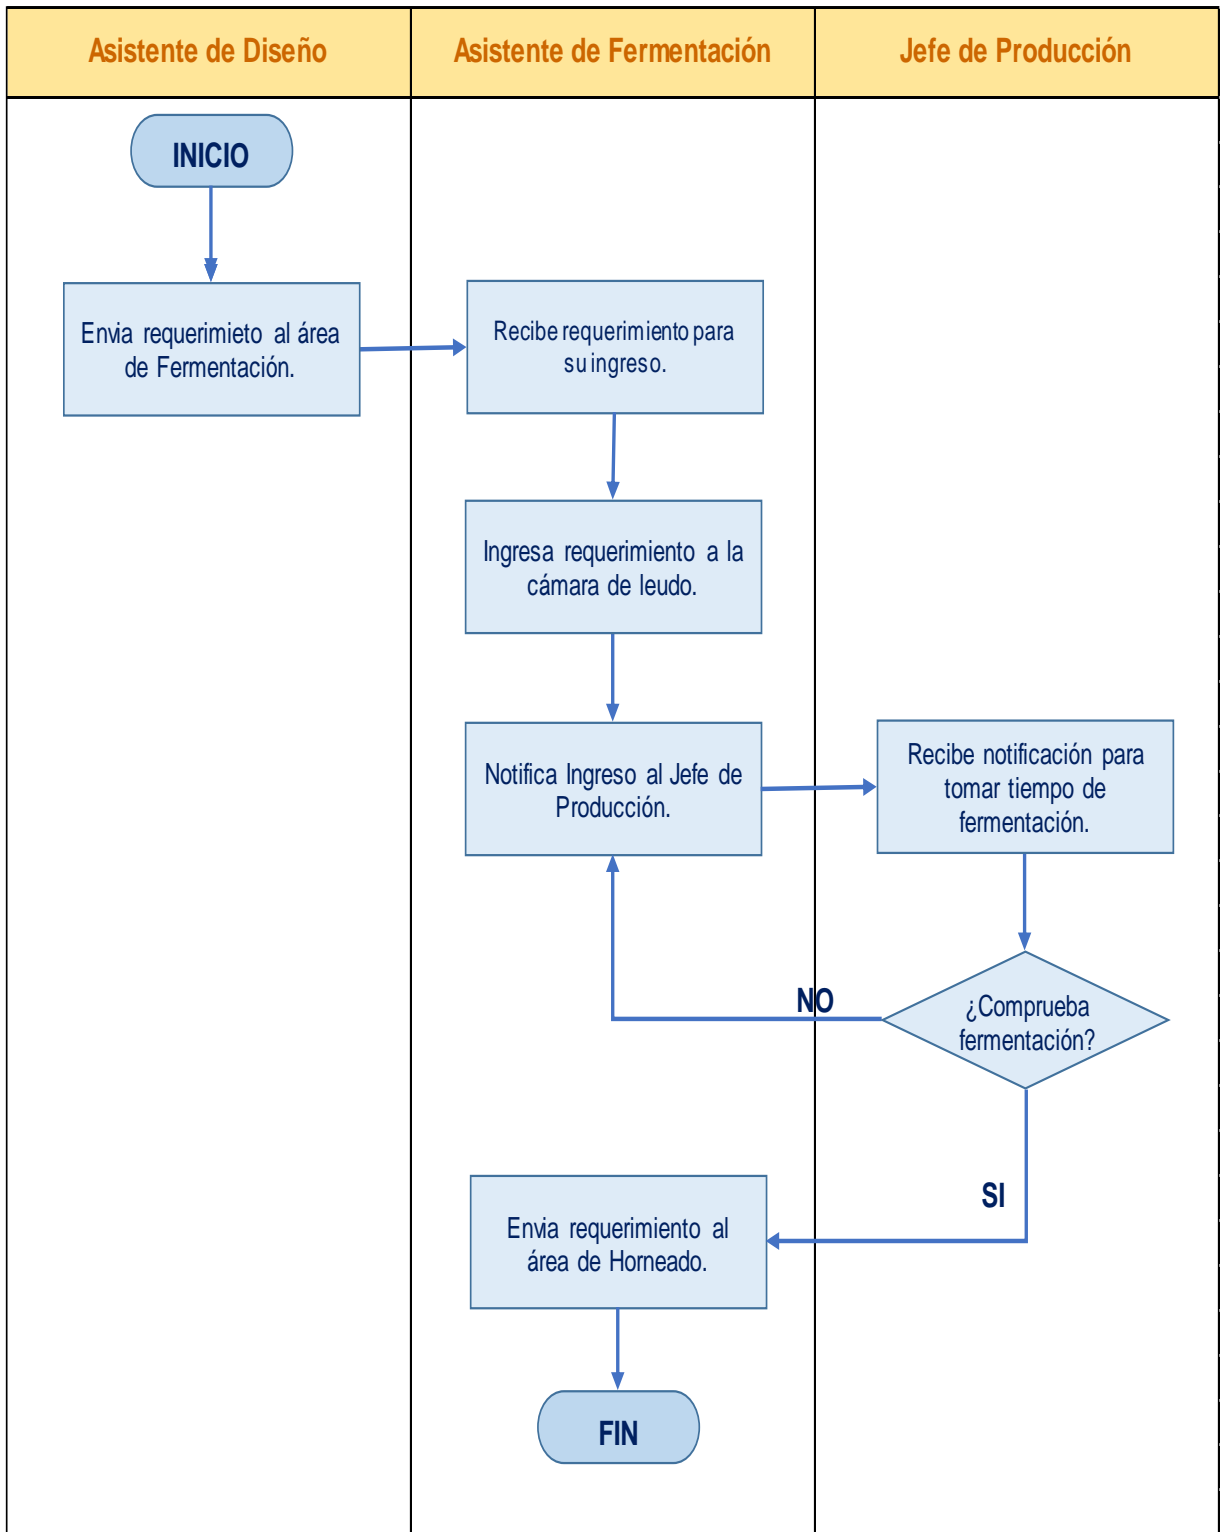 Asistente de Diseño
Asistente de Fermentación
Jefe de Producción
INICIO
Envia requerimieto al área
de Fermentación.
Recibe requerimiento para
su ingreso.
Ingresa requerimiento a la
cámara de leudo.
Notifica Ingreso al Jefe de
Producción.
Recibe notificación para
tomar tiempo de
fermentación.
¿Comprueba
fermentación?
NO
SI
Envia requerimiento al
área de Horneado.
FIN